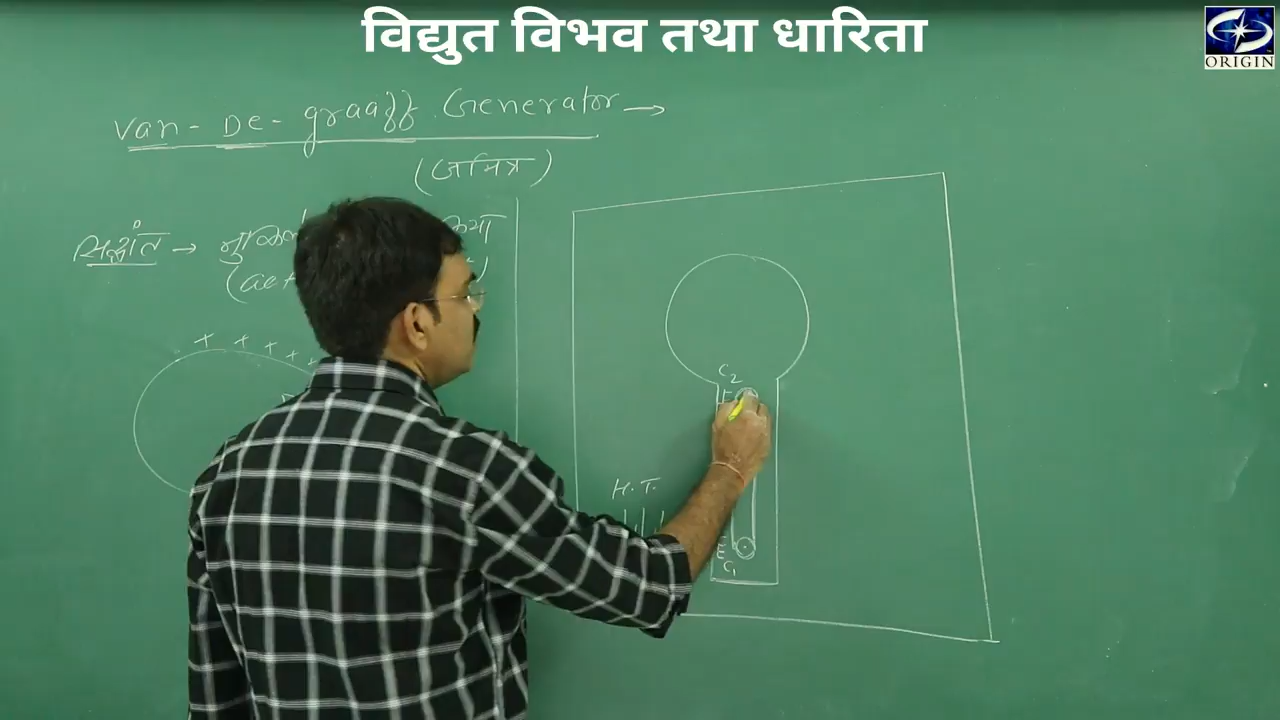 विद्युत विभव तथा धारिता
ORIGIN
Van - De - graaff Generator →
(जनित्र)
सिद्धांत →
C2
H.T.
E
C1